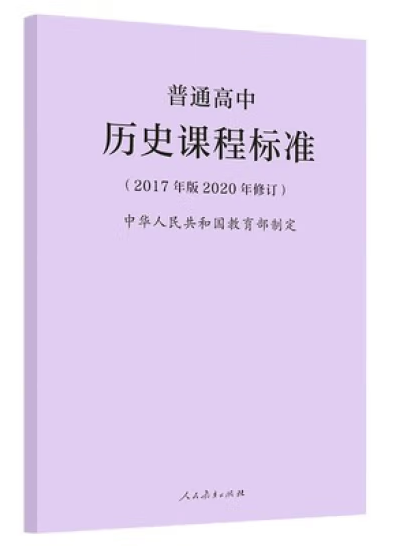 普通高中
历史课程标准
（2017年版2020年修订）
中华人民共和国教育部制定
人民教育出版社